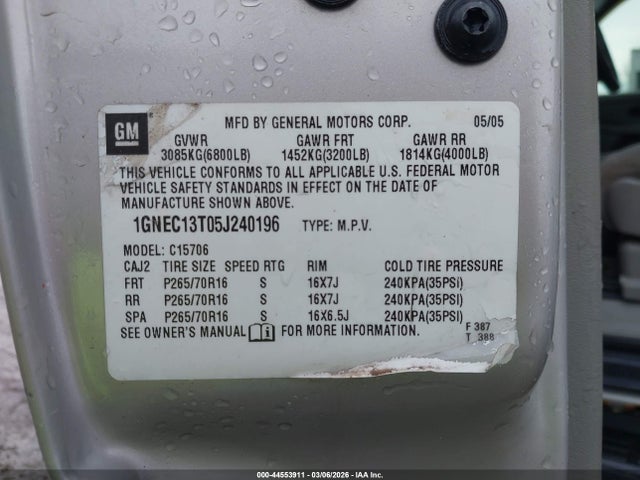 GM
MFD BY GENERAL MOTORS CORP. 05/05
GVWR GAWR FRT GAWR RR
3085KG(6800LB) 1452KG(3200LB) 1814KG(4000LB)
THIS VEHICLE CONFORMS TO ALL APPLICABLE U.S. FEDERAL MOTOR
VEHICLE SAFETY STANDARDS IN EFFECT ON THE DATE OF
MANUFACTURE SHOWN ABOVE.
1GNEC13T05J240196 TYPE: M.P.V.
MODEL: C15706
CAJ2 TIRE SIZE SPEED RTG RIM COLD TIRE PRESSURE
FRT P265/70R16 S 16X7J 240KPA(35PSI)
RR P265/70R16 S 16X7J 240KPA(35PSI)
SPA P265/70R16 S 16X6.5J 240KPA(35PSI)
SEE OWNER'S MANUAL FOR MORE INFORMATION.
F 387
T 388
000-44553911 - 03/06/2026 - IAA Inc.